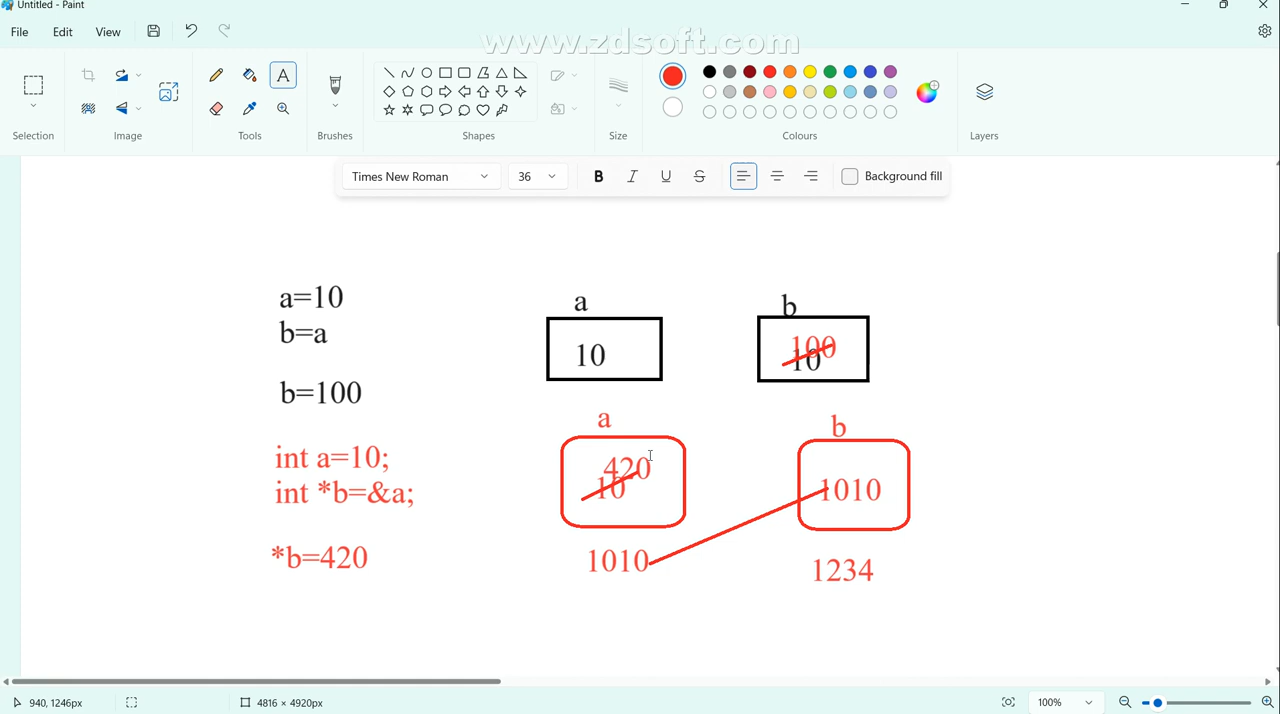 Untitled - Paint
www.zdsoft.com
File Edit View
Selection Image Tools Brushes Shapes Size Colours Layers
Times New Roman 36 B I U S Background fill
a=10
b=a
b=100
a
10
b
100
10
int a=10;
int *b=&a;
*b=420
a
420
10
1010
b
1010
1234
940, 1246px 4816 × 4920px 100%